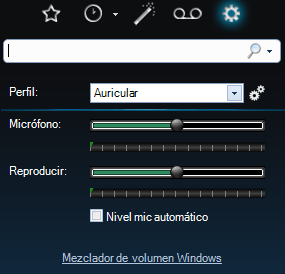 Perfil:
Auricular
Micrófono:
Reproducir:
Nivel mic automático
Mezclador de volumen Windows